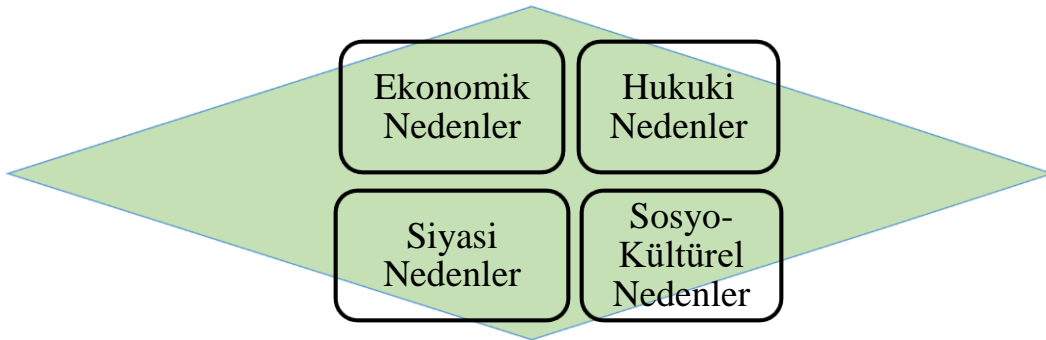 Ekonomik
Nedenler
Hukuki
Nedenler
Siyasi
Nedenler
Sosyo-
Kültürel
Nedenler